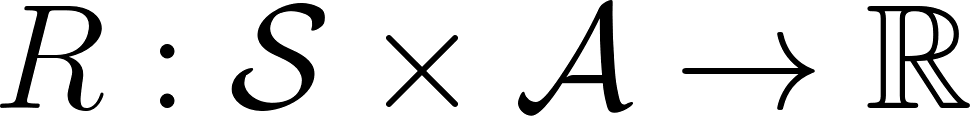 R : 𝒮 × 𝒜 → ℝ